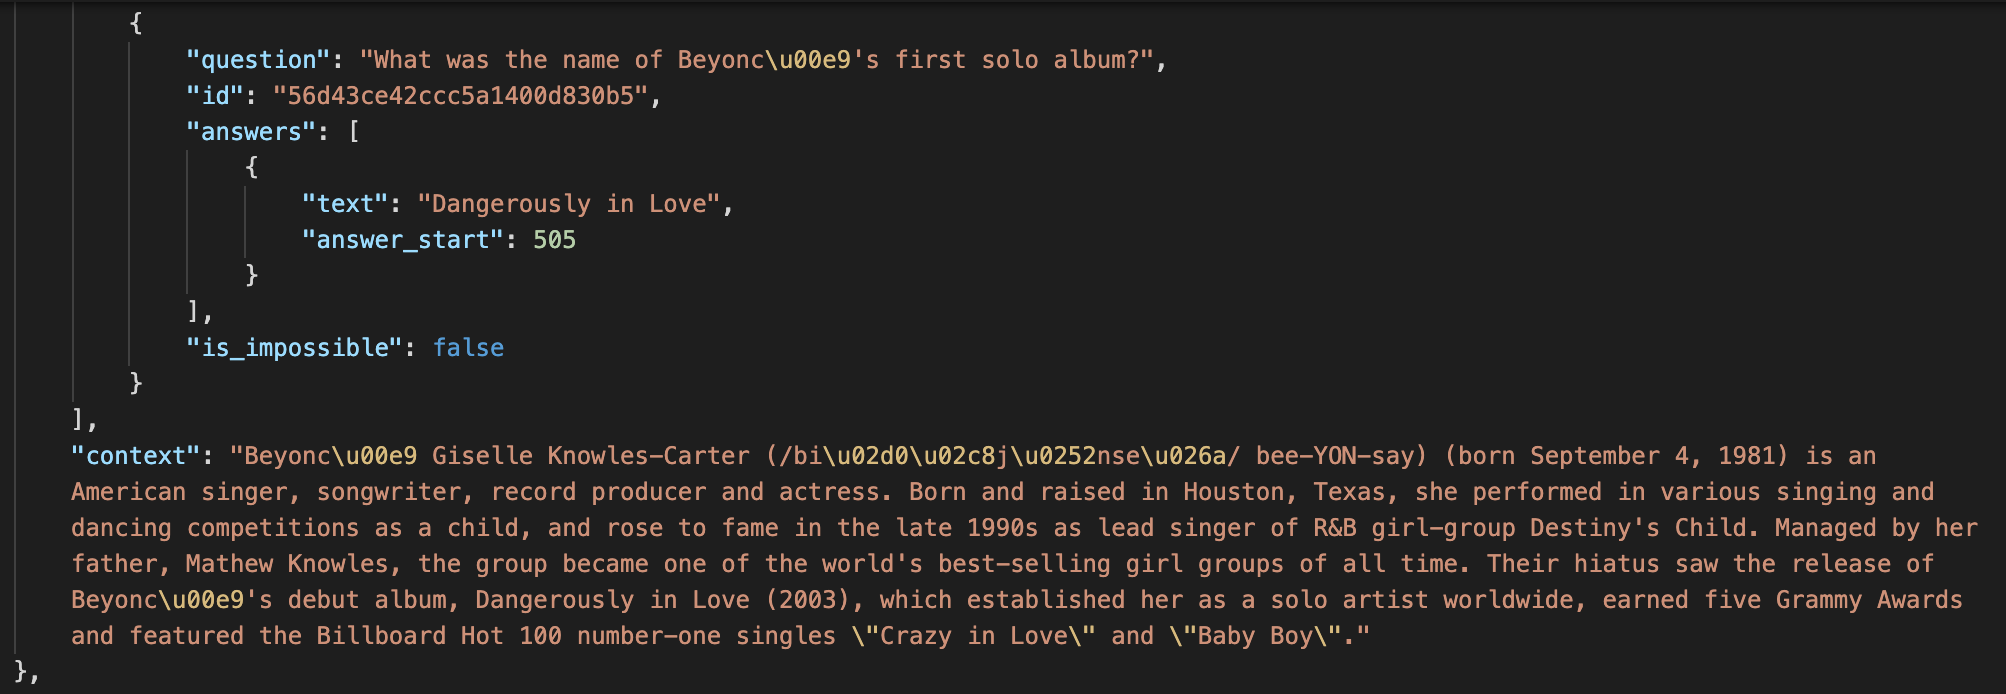 {
"question": "What was the name of Beyonc\u00e9's first solo album?",
"id": "56d43ce42ccc5a1400d830b5",
"answers": [
{
"text": "Dangerously in Love",
"answer_start": 505
}
],
"is_impossible": false
}
],
"context": "Beyonc\u00e9 Giselle Knowles-Carter (/bi\u02d0\u02c8j\u0252nse\u026a/ bee-YON-say) (born September 4, 1981) is an
American singer, songwriter, record producer and actress. Born and raised in Houston, Texas, she performed in various singing and
dancing competitions as a child, and rose to fame in the late 1990s as lead singer of R&B girl-group Destiny's Child. Managed by her
father, Mathew Knowles, the group became one of the world's best-selling girl groups of all time. Their hiatus saw the release of
Beyonc\u00e9's debut album, Dangerously in Love (2003), which established her as a solo artist worldwide, earned five Grammy Awards
and featured the Billboard Hot 100 number-one singles \"Crazy in Love\" and \"Baby Boy\"."
},